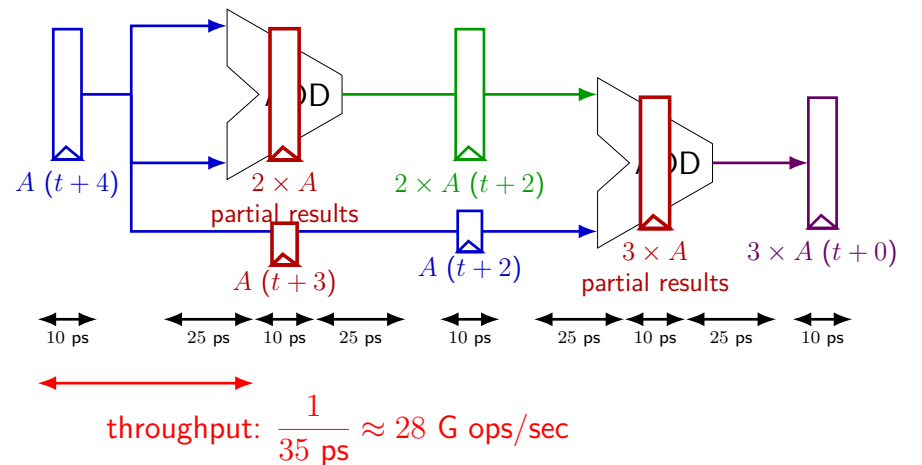 ADD
A (t+4)
2 × A
partial results
2 × A (t+2)
ADD
A (t+3)
A (t+2)
3 × A
partial results
3 × A (t+0)
10 ps
25 ps
10 ps
25 ps
10 ps
25 ps
10 ps
25 ps
10 ps
throughput: 1 / 35 ps ≈ 28 G ops/sec